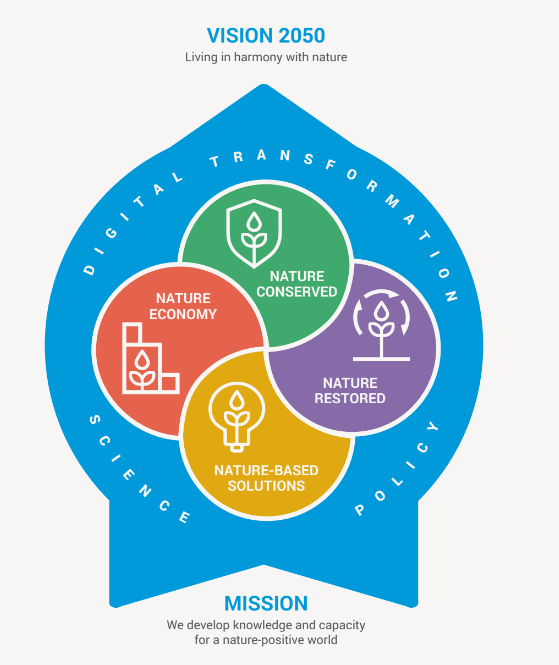 VISION 2050
Living in harmony with nature
DIGITAL TRANSFORMATION
NATURE
CONSERVED
NATURE
ECONOMY
NATURE
RESTORED
NATURE-BASED
SOLUTIONS
SCIENCE
POLICY
MISSION
We develop knowledge and capacity
for a nature-positive world